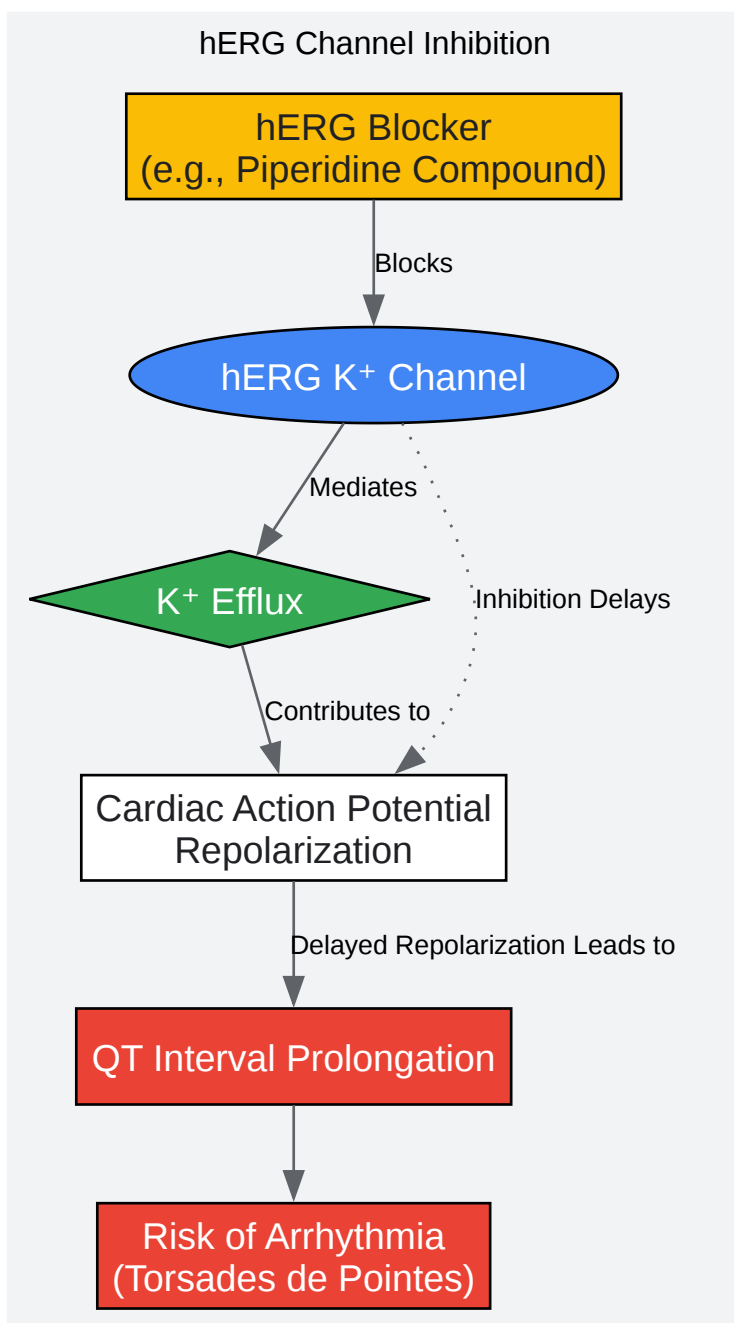 hERG Channel Inhibition
hERG Blocker
(e.g., Piperidine Compound)
Blocks
hERG K⁺ Channel
Mediates
K⁺ Efflux
Inhibition Delays
Contributes to
Cardiac Action Potential
Repolarization
Delayed Repolarization Leads to
QT Interval Prolongation
Risk of Arrhythmia
(Torsades de Pointes)